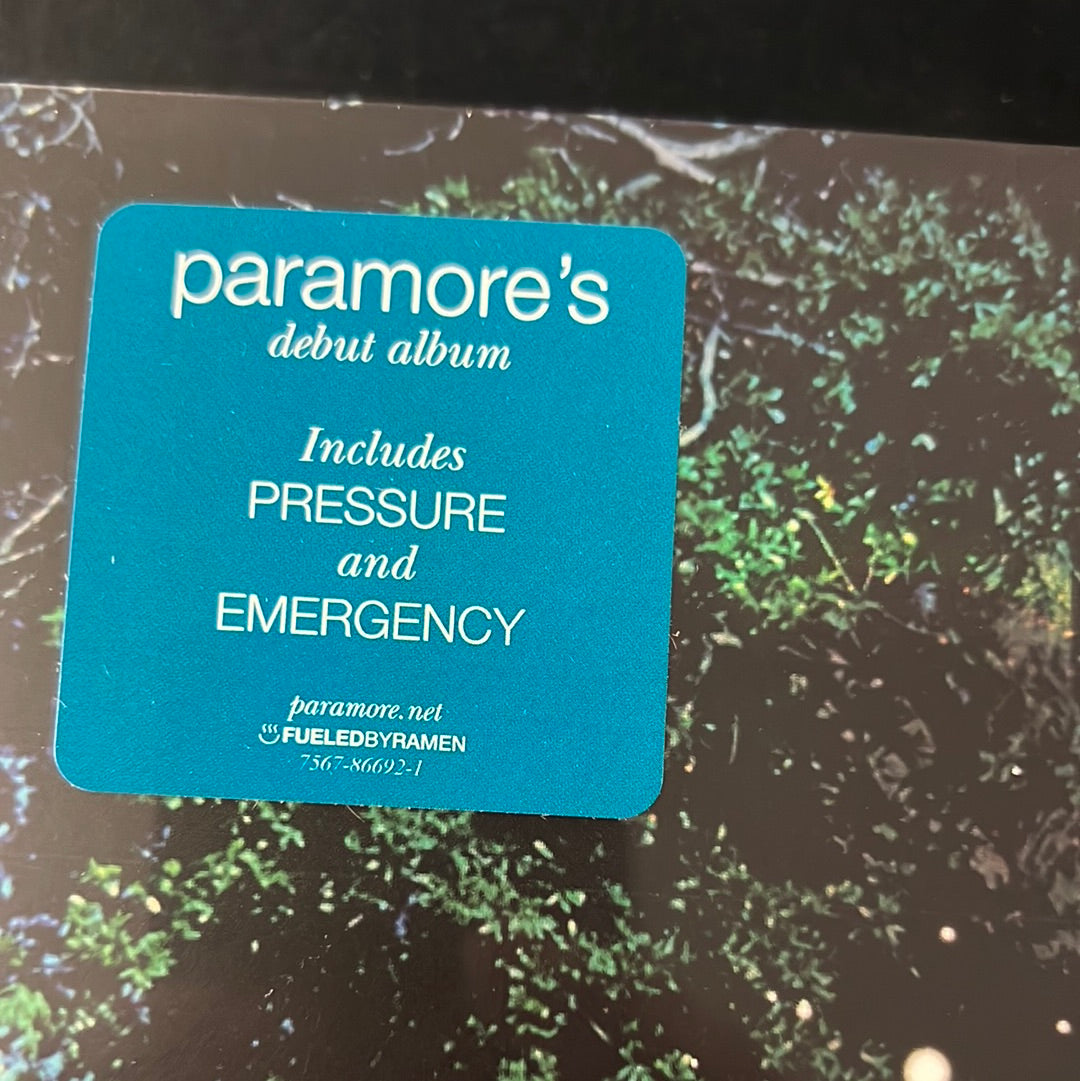 paramore's
debut album
Includes
PRESSURE
and
EMERGENCY
paramore.net
FUELEDBYRAMEN
7567-86692-1